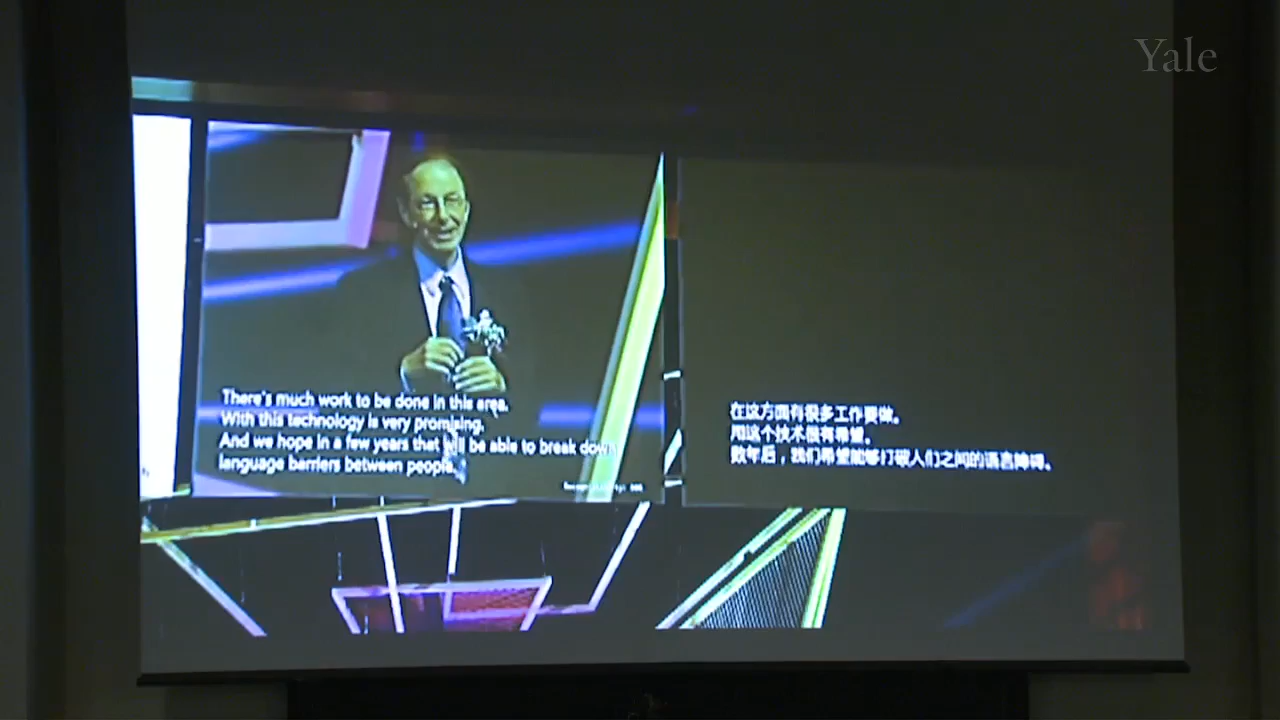 Yale
There's much work to be done in this area.
With this technology is very promising.
And we hope in a few years that will be able to break down
language barriers between people.
在这方面有很多工作要做。
用这个技术很有希望。
数年后，我们希望能够打破人们之间的语言障碍。